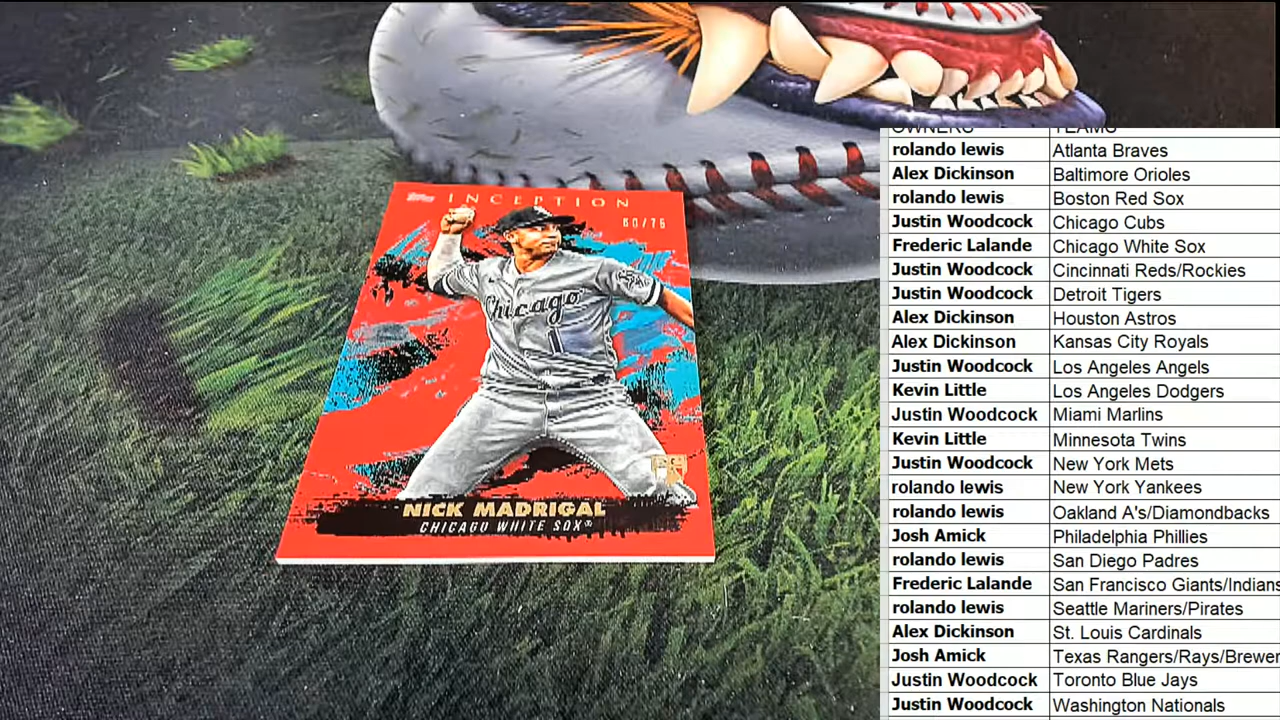 topps INCEPTION
60/75
Chicago
1
RC
NICK MADRIGAL
CHICAGO WHITE SOX®
OWNERS TEAMS
rolando lewis Atlanta Braves
Alex Dickinson Baltimore Orioles
rolando lewis Boston Red Sox
Justin Woodcock Chicago Cubs
Frederic Lalande Chicago White Sox
Justin Woodcock Cincinnati Reds/Rockies
Justin Woodcock Detroit Tigers
Alex Dickinson Houston Astros
Alex Dickinson Kansas City Royals
Justin Woodcock Los Angeles Angels
Kevin Little Los Angeles Dodgers
Justin Woodcock Miami Marlins
Kevin Little Minnesota Twins
Justin Woodcock New York Mets
rolando lewis New York Yankees
rolando lewis Oakland A's/Diamondbacks
Josh Amick Philadelphia Phillies
rolando lewis San Diego Padres
Frederic Lalande San Francisco Giants/Indians
rolando lewis Seattle Mariners/Pirates
Alex Dickinson St. Louis Cardinals
Josh Amick Texas Rangers/Rays/Brewer
Justin Woodcock Toronto Blue Jays
Justin Woodcock Washington Nationals